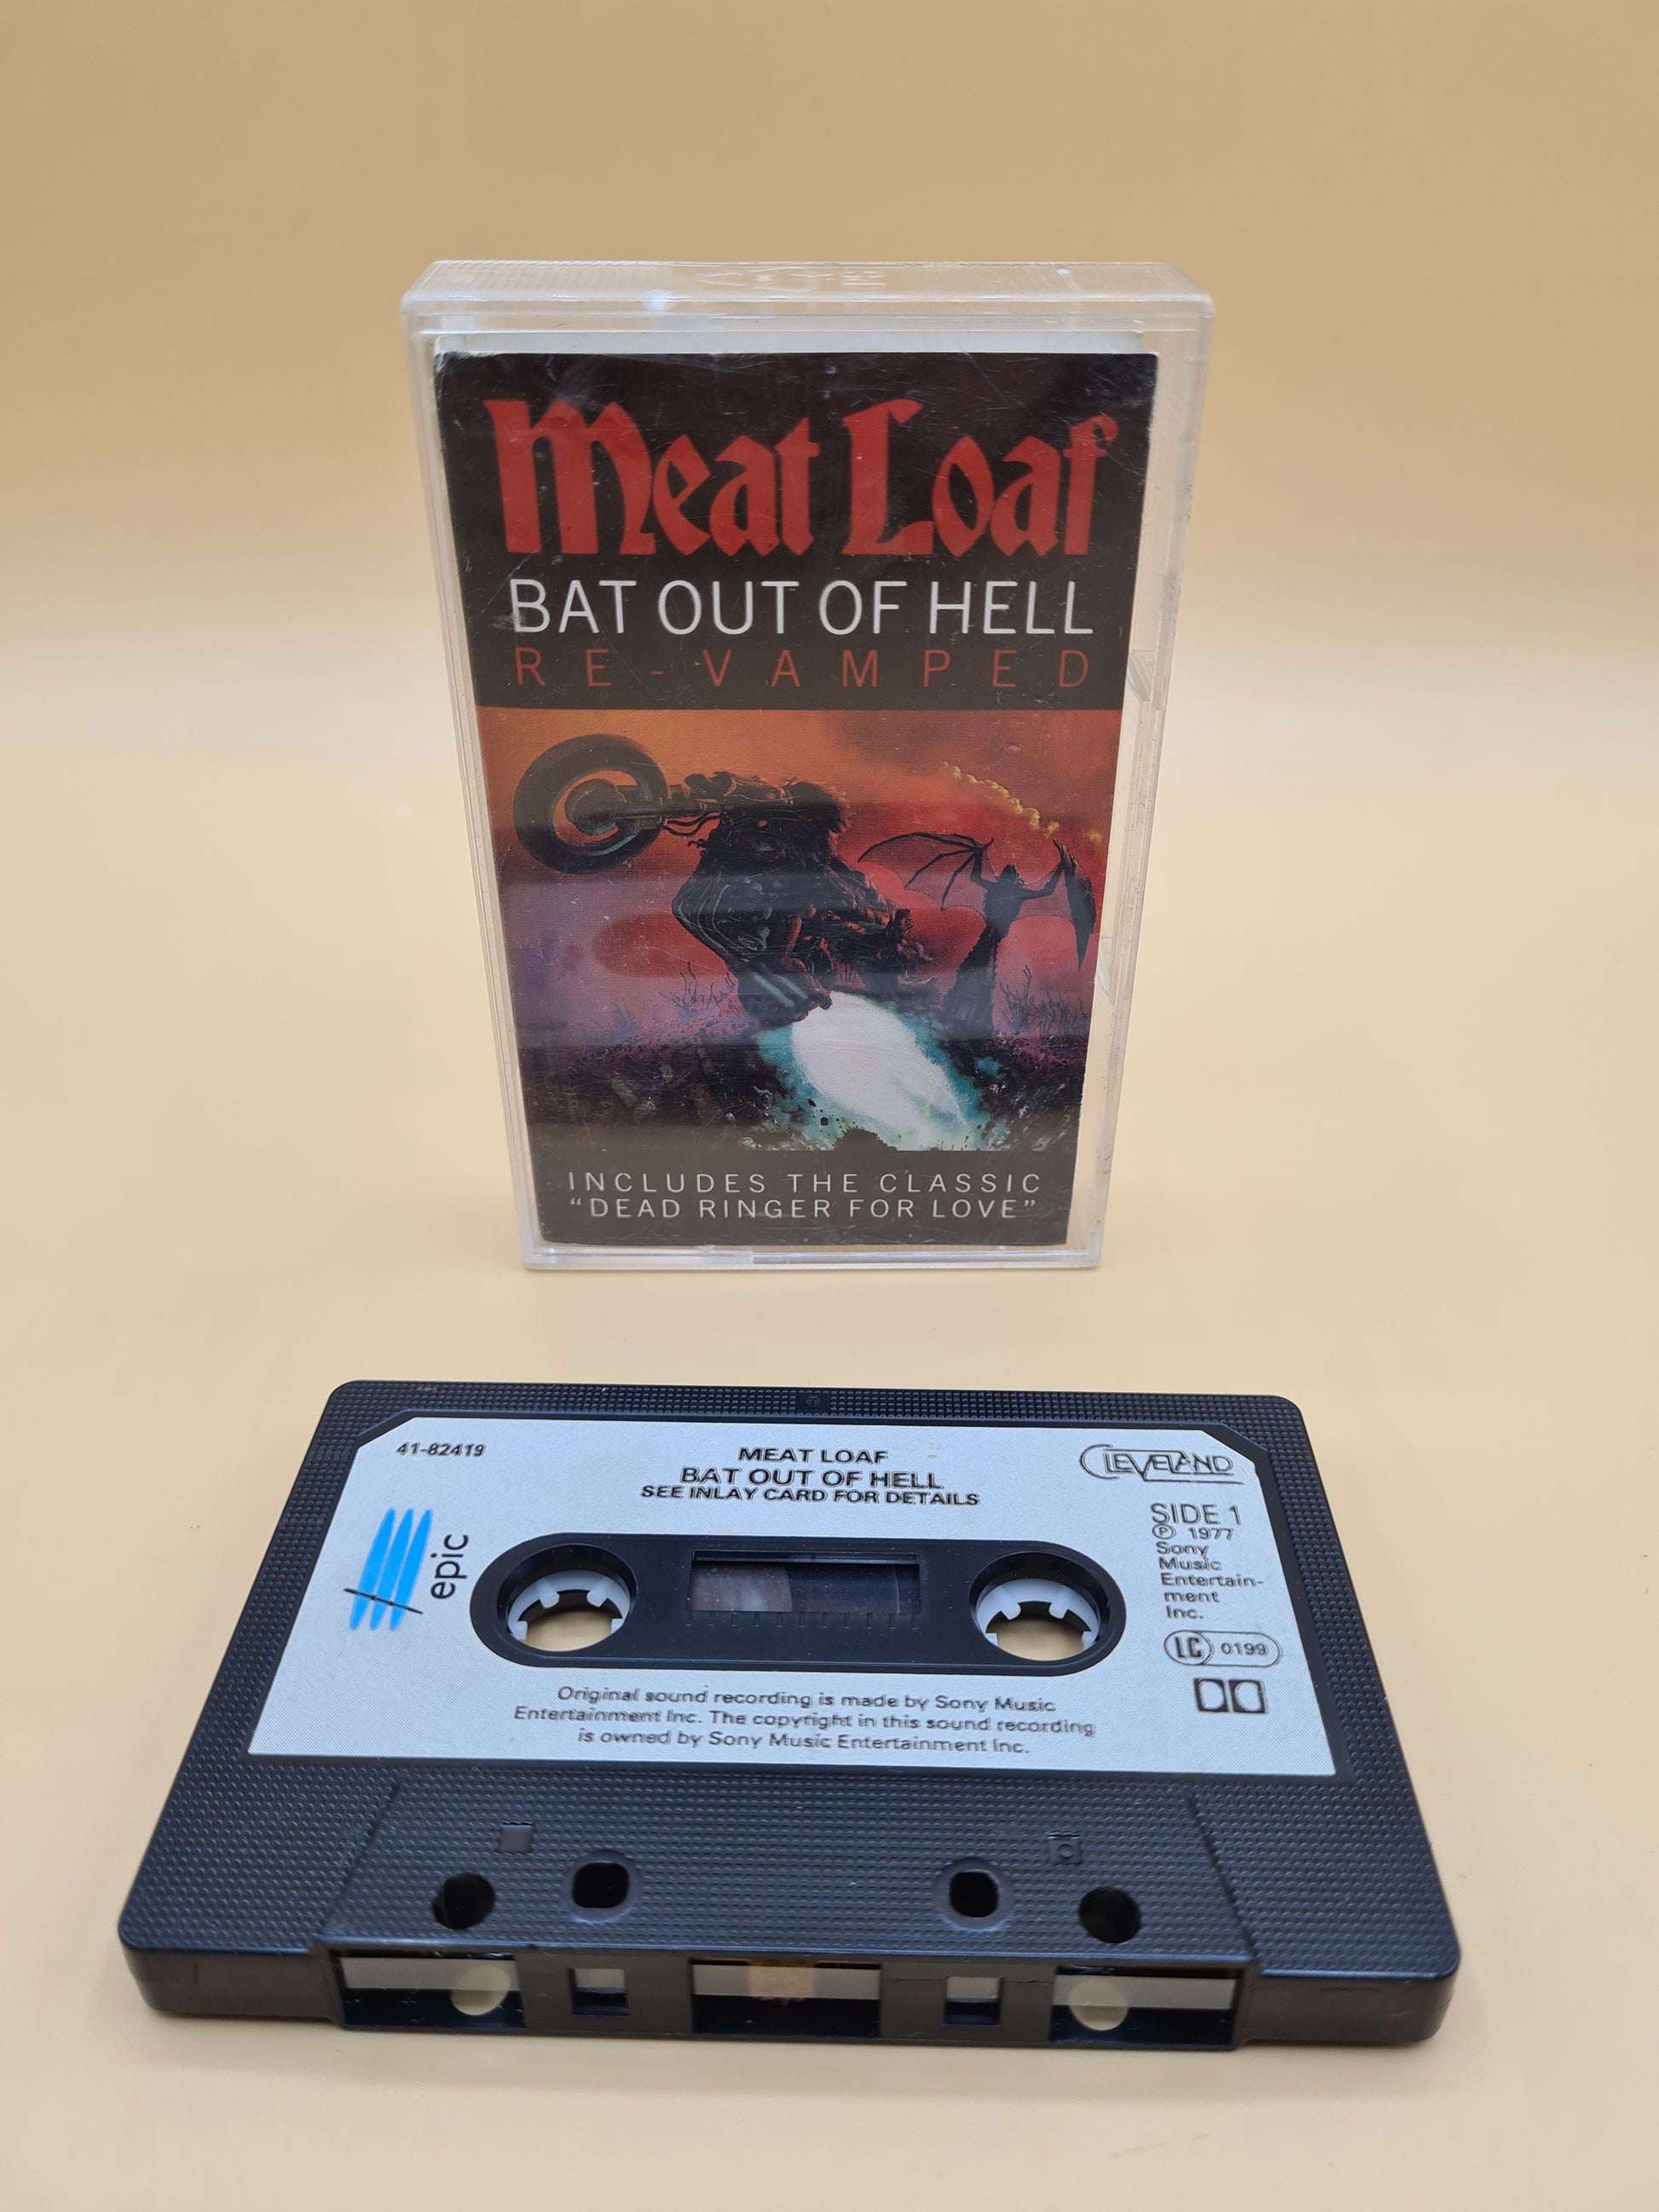 Meat Loaf
BAT OUT OF HELL
RE-VAMPED
INCLUDES THE CLASSIC
“DEAD RINGER FOR LOVE”
41-82419
MEAT LOAF
BAT OUT OF HELL
SEE INLAY CARD FOR DETAILS
CLEVELAND
epic
SIDE 1
Ⓟ 1977
Sony
Music
Entertain-
ment
Inc.
LC 0199
Original sound recording is made by Sony Music
Entertainment Inc. The copyright in this sound recording
is owned by Sony Music Entertainment Inc.